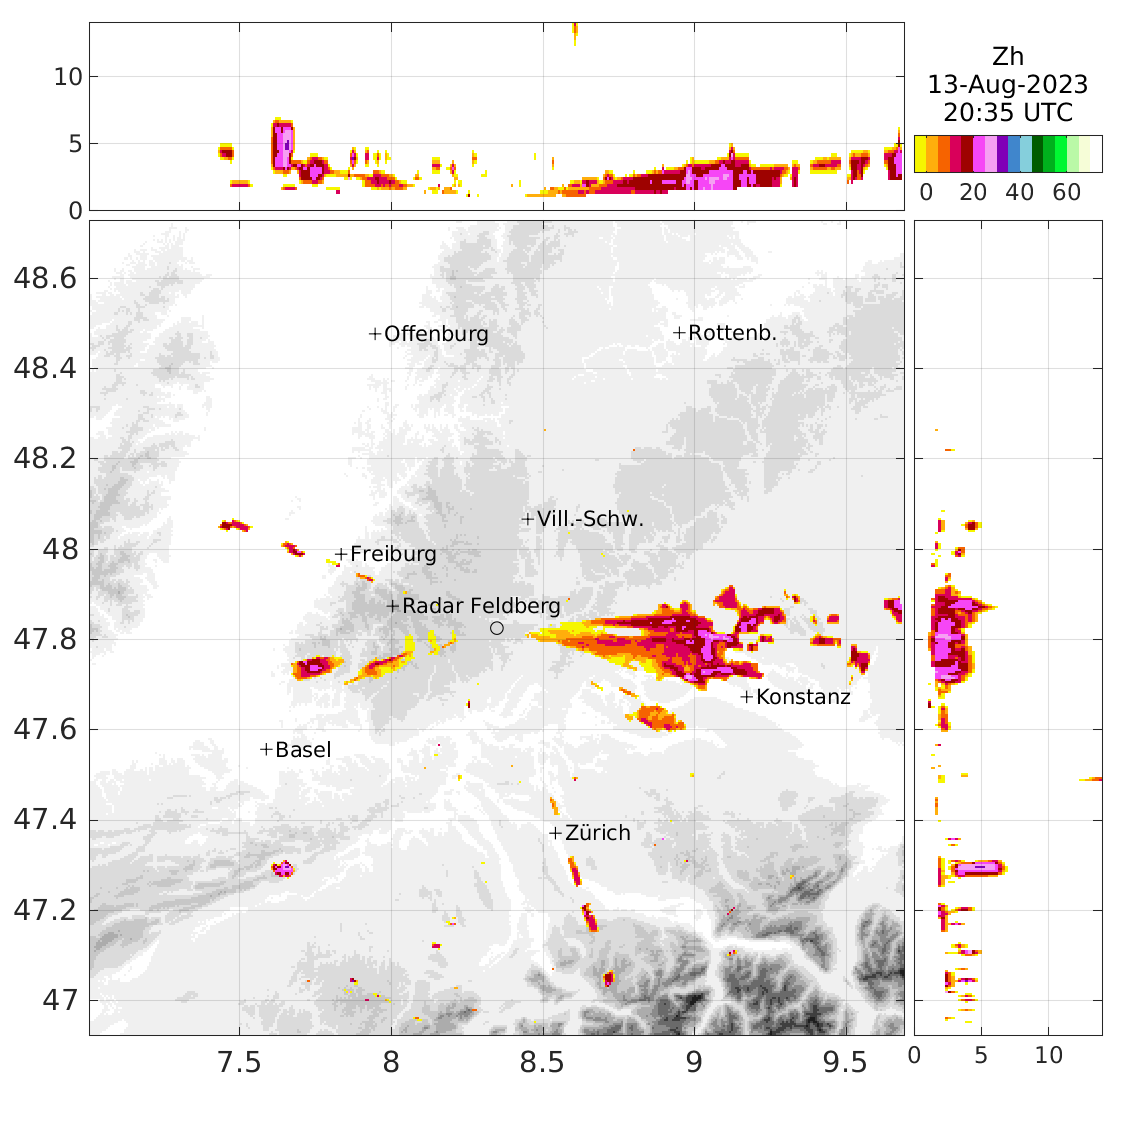 Zh
13-Aug-2023
20:35 UTC
0 20 40 60
10
5
0
48.6
48.4
48.2
48
47.8
47.6
47.4
47.2
47
Offenburg
Rottenb.
Vill.-Schw.
Freiburg
Radar Feldberg
Konstanz
Basel
Zürich
7.5 8 8.5 9 9.5
0 5 10